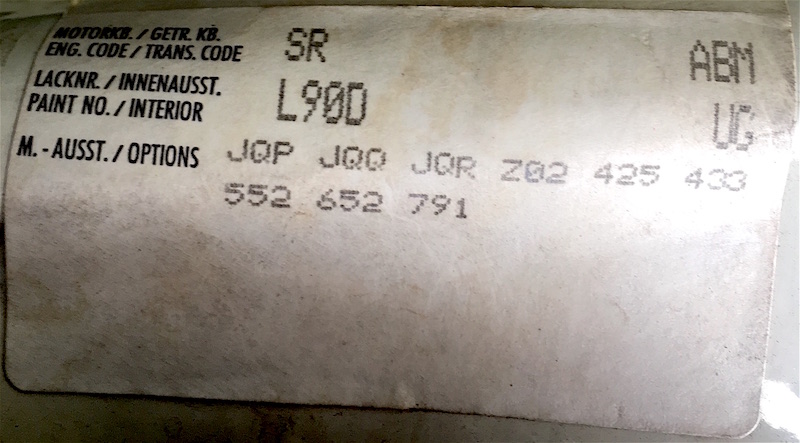 MOTORKB. / GETR. KB.
ENG. CODE / TRANS. CODE SR ABM
LACKNR. / INNENAUSST.
PAINT NO. / INTERIOR L90D UG
M. - AUSST. / OPTIONS JQP JQQ JQR Z02 425 433
552 652 791